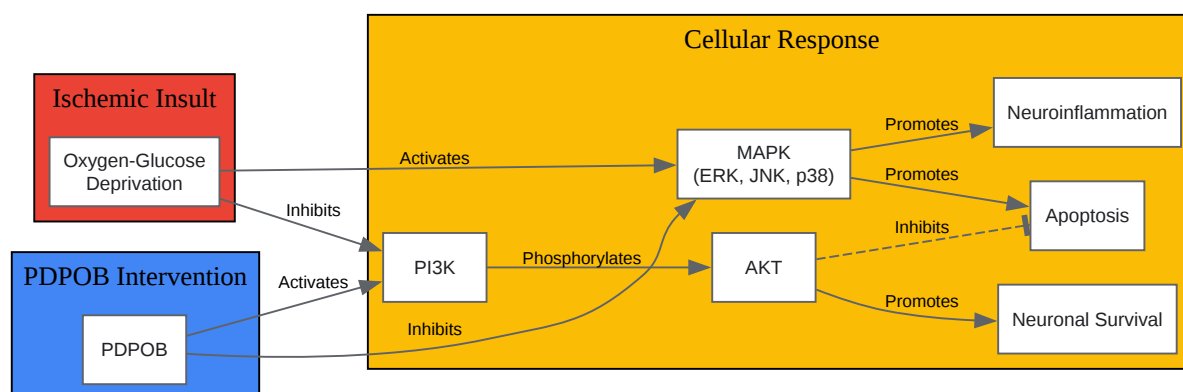 Cellular Response
Ischemic Insult
Oxygen-Glucose
Deprivation
Activates
Inhibits
PDPOB Intervention
PDPOB
Activates
Inhibits
PI3K
Phosphorylates
MAPK
(ERK, JNK, p38)
AKT
Promotes
Promotes
Inhibits
Promotes
Neuroinflammation
Apoptosis
Neuronal Survival